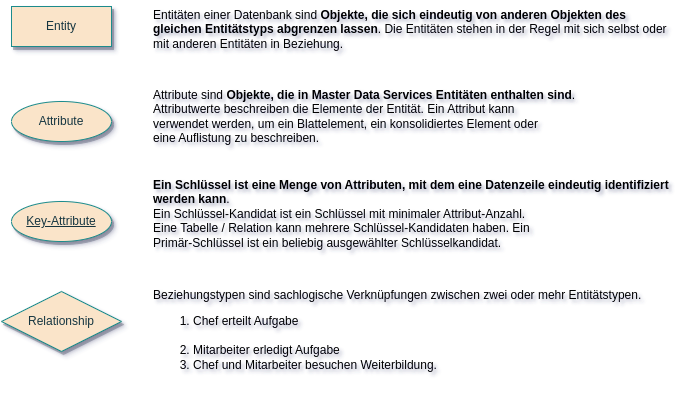 Entity
Entitäten einer Datenbank sind Objekte, die sich eindeutig von anderen Objekten des
gleichen Entitätstyps abgrenzen lassen. Die Entitäten stehen in der Regel mit sich selbst oder
mit anderen Entitäten in Beziehung.
Attribute
Attribute sind Objekte, die in Master Data Services Entitäten enthalten sind.
Attributwerte beschreiben die Elemente der Entität. Ein Attribut kann
verwendet werden, um ein Blattelement, ein konsolidiertes Element oder
eine Auflistung zu beschreiben.
Key-Attribute
Ein Schlüssel ist eine Menge von Attributen, mit dem eine Datenzeile eindeutig identifiziert
werden kann.
Ein Schlüssel-Kandidat ist ein Schlüssel mit minimaler Attribut-Anzahl.
Eine Tabelle / Relation kann mehrere Schlüssel-Kandidaten haben. Ein
Primär-Schlüssel ist ein beliebig ausgewählter Schlüsselkandidat.
Relationship
Beziehungstypen sind sachlogische Verknüpfungen zwischen zwei oder mehr Entitätstypen.
1. Chef erteilt Aufgabe
2. Mitarbeiter erledigt Aufgabe
3. Chef und Mitarbeiter besuchen Weiterbildung.